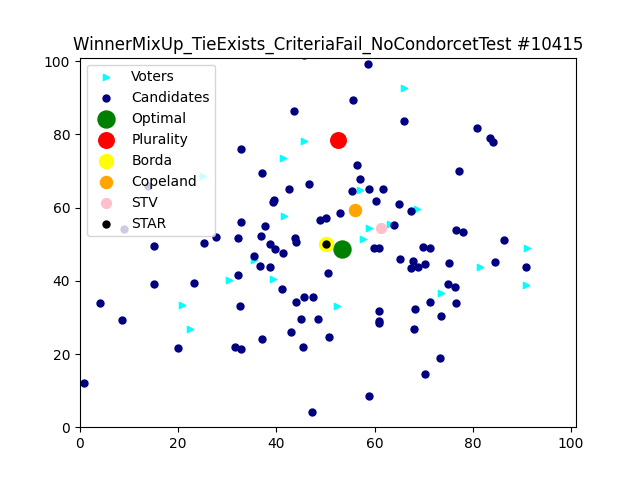 WinnerMixUp_TieExists_CriteriaFail_NoCondorcetTest #10415
Voters
Candidates
Optimal
Plurality
Borda
Copeland
STV
STAR
100
80
60
40
20
0
0 20 40 60 80 100